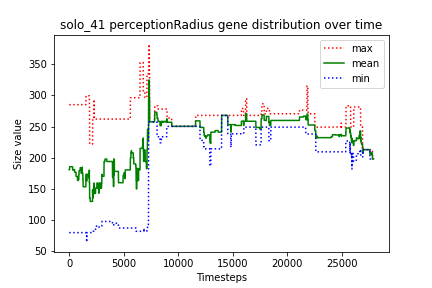 solo_41 perceptionRadius gene distribution over time
max
mean
min
Size value
350
300
250
200
150
100
50
0
5000
10000
15000
20000
25000
Timesteps